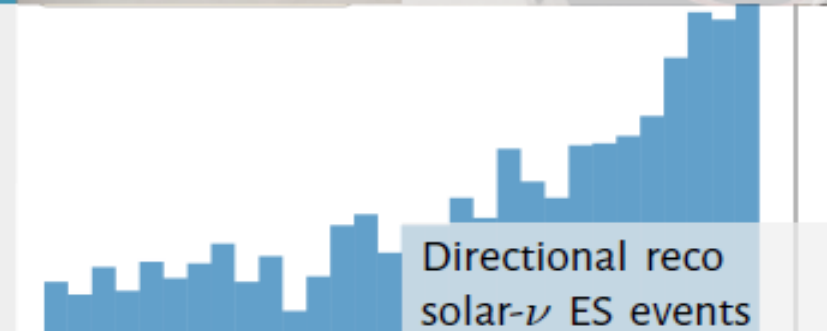 Directional reco
solar-ν ES events